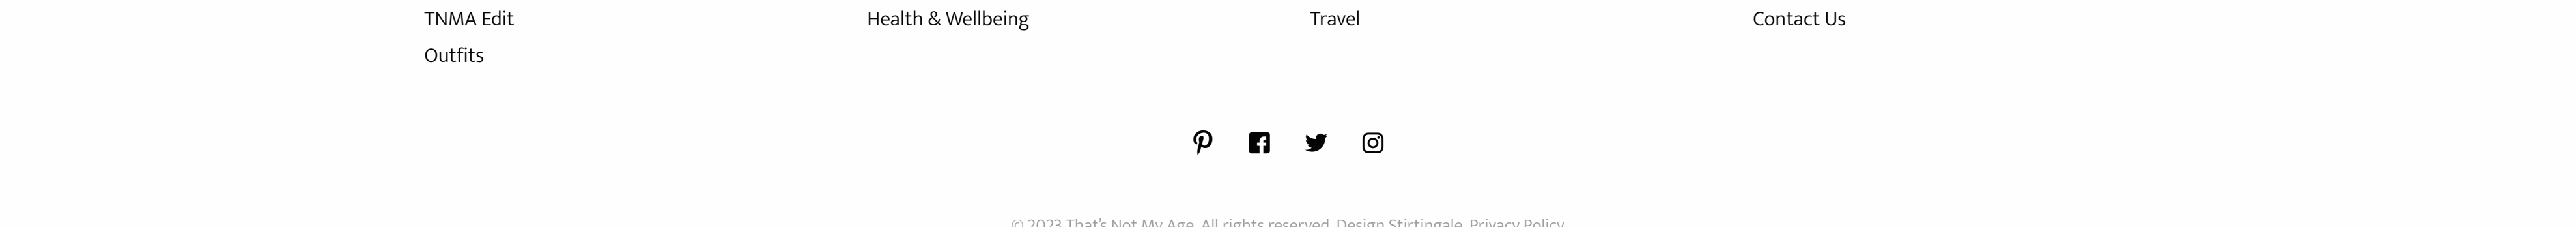 TNMA Edit
Health & Wellbeing
Travel
Contact Us
Outfits
© 2023 That's Not My Age. All rights reserved. Design Stirtingale. Privacy Policy